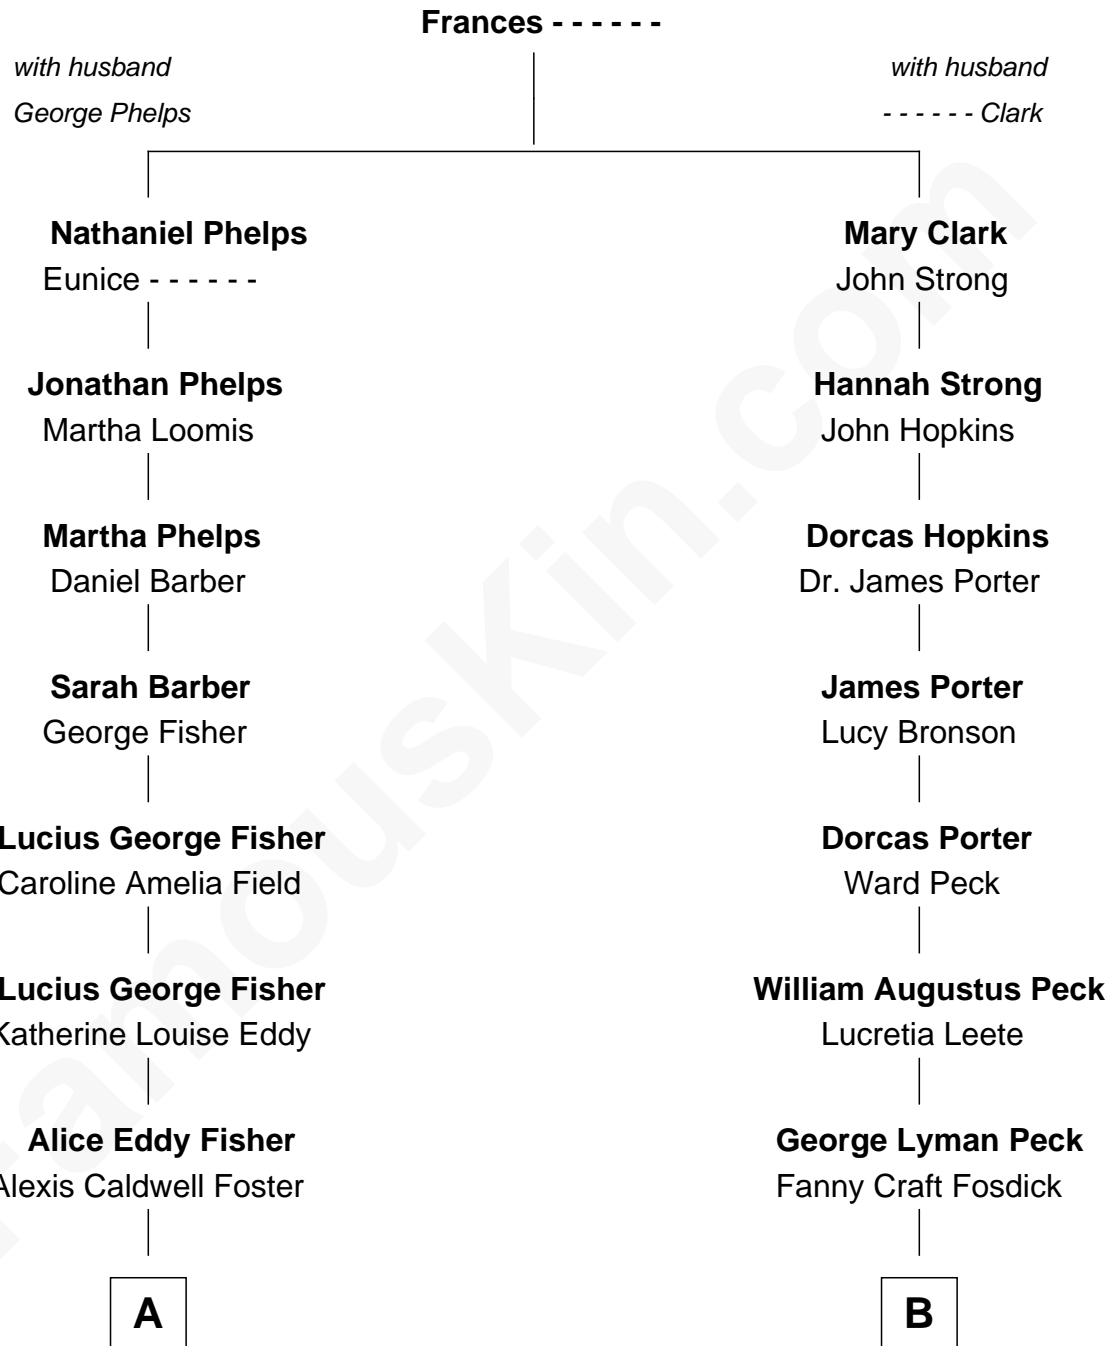 Frances - - - - - -
with husband
George Phelps
with husband
- - - - - - Clark
Nathaniel Phelps
Eunice - - - - - -
Mary Clark
John Strong
Jonathan Phelps
Martha Loomis
Hannah Strong
John Hopkins
Martha Phelps
Daniel Barber
Dorcas Hopkins
Dr. James Porter
Sarah Barber
George Fisher
James Porter
Lucy Bronson
Lucius George Fisher
Caroline Amelia Field
Dorcas Porter
Ward Peck
Lucius George Fisher
Katherine Louise Eddy
William Augustus Peck
Lucretia Leete
Alice Eddy Fisher
Alexis Caldwell Foster
George Lyman Peck
Fanny Craft Fosdick
A
B
FamousKin.com